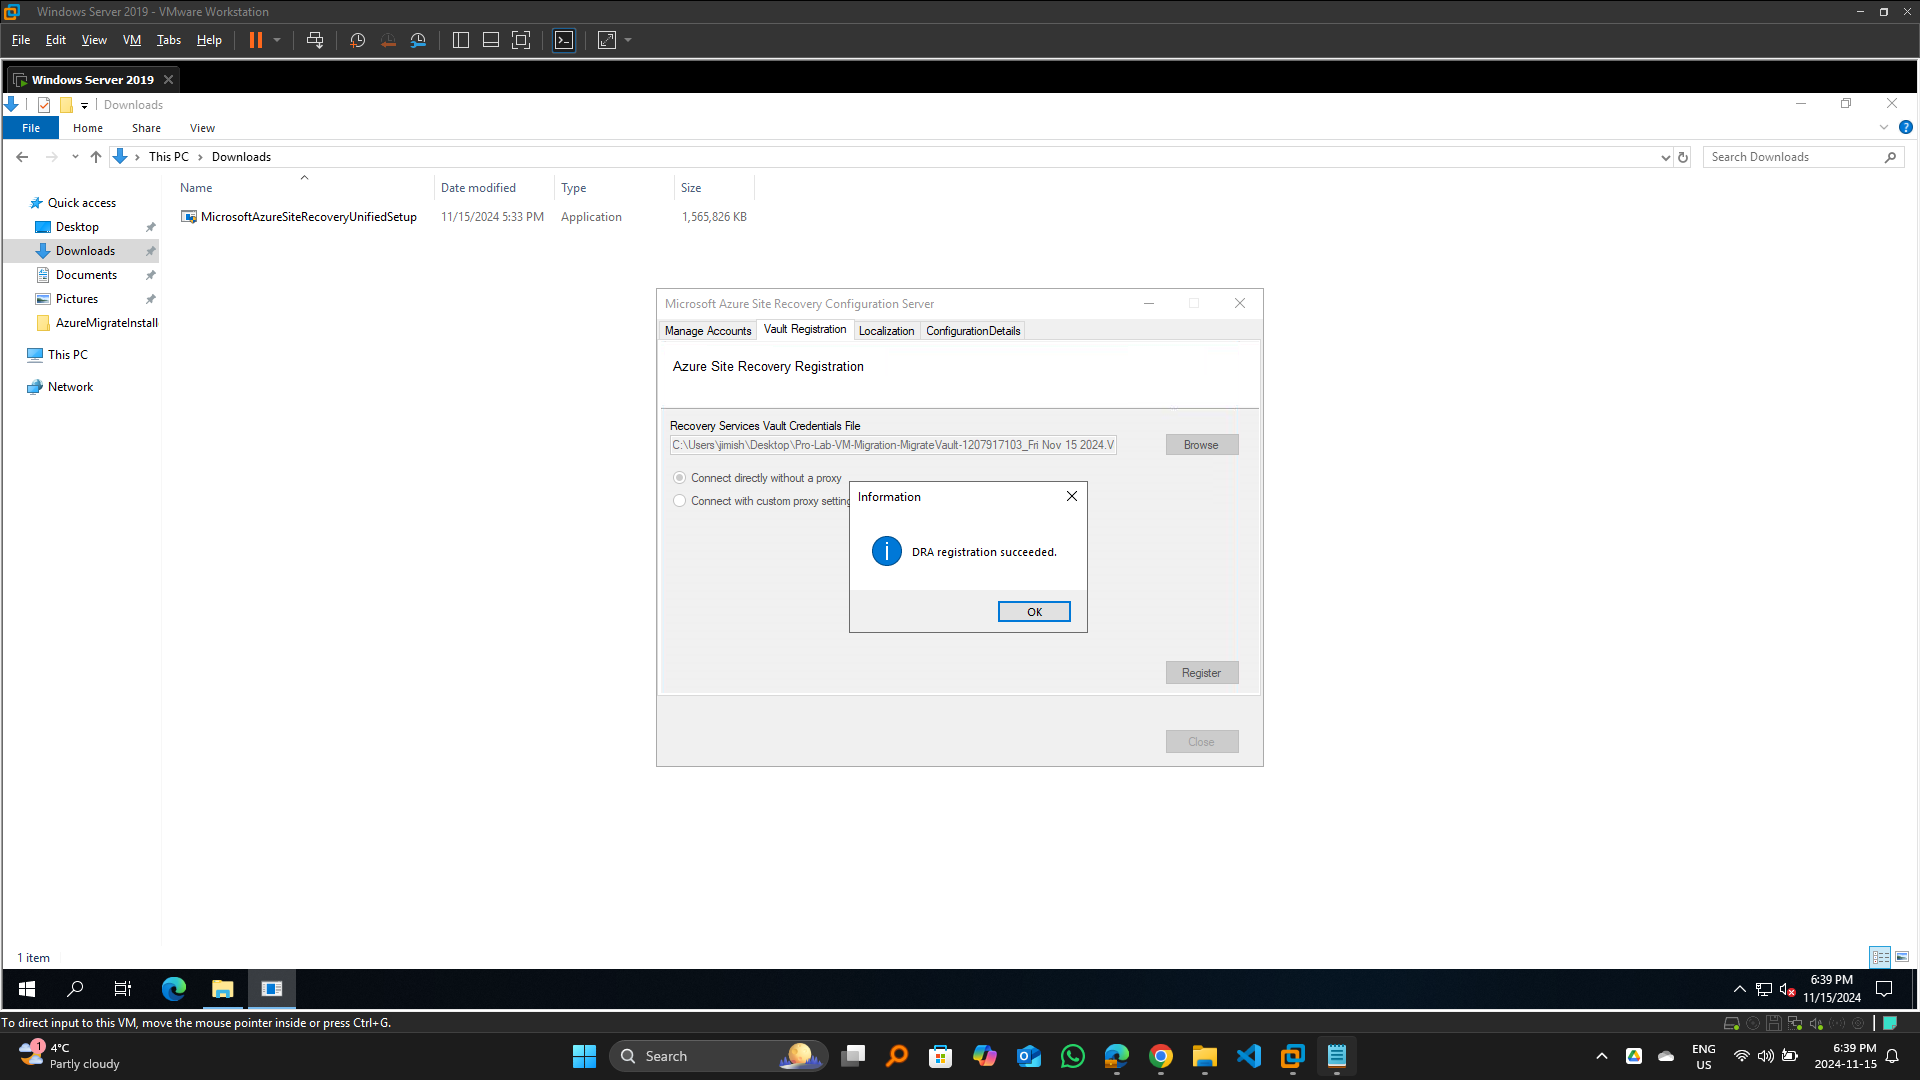 Windows Server 2019 - VMware Workstation
File Edit View VM Tabs Help
Windows Server 2019
Downloads
File Home Share View
This PC Downloads
Search Downloads
Name Date modified Type Size
MicrosoftAzureSiteRecoveryUnifiedSetup 11/15/2024 5:33 PM Application 1,565,826 KB
Quick access
Desktop
Downloads
Documents
Pictures
AzureMigrateInstall
This PC
Network
Microsoft Azure Site Recovery Configuration Server
Manage Accounts Vault Registration Localization ConfigurationDetails
Azure Site Recovery Registration
Recovery Services Vault Credentials File
C:\Users\jimish\Desktop\Pro-Lab-VM-Migration-MigrateVault-1207917103_Fri Nov 15 2024.V
Browse
Connect directly without a proxy
Connect with custom proxy setting
Information
DRA registration succeeded.
OK
Register
Close
1 item
6:39 PM
11/15/2024
To direct input to this VM, move the mouse pointer inside or press Ctrl+G.
1
4°C
Partly cloudy
Search
ENG
US
6:39 PM
2024-11-15